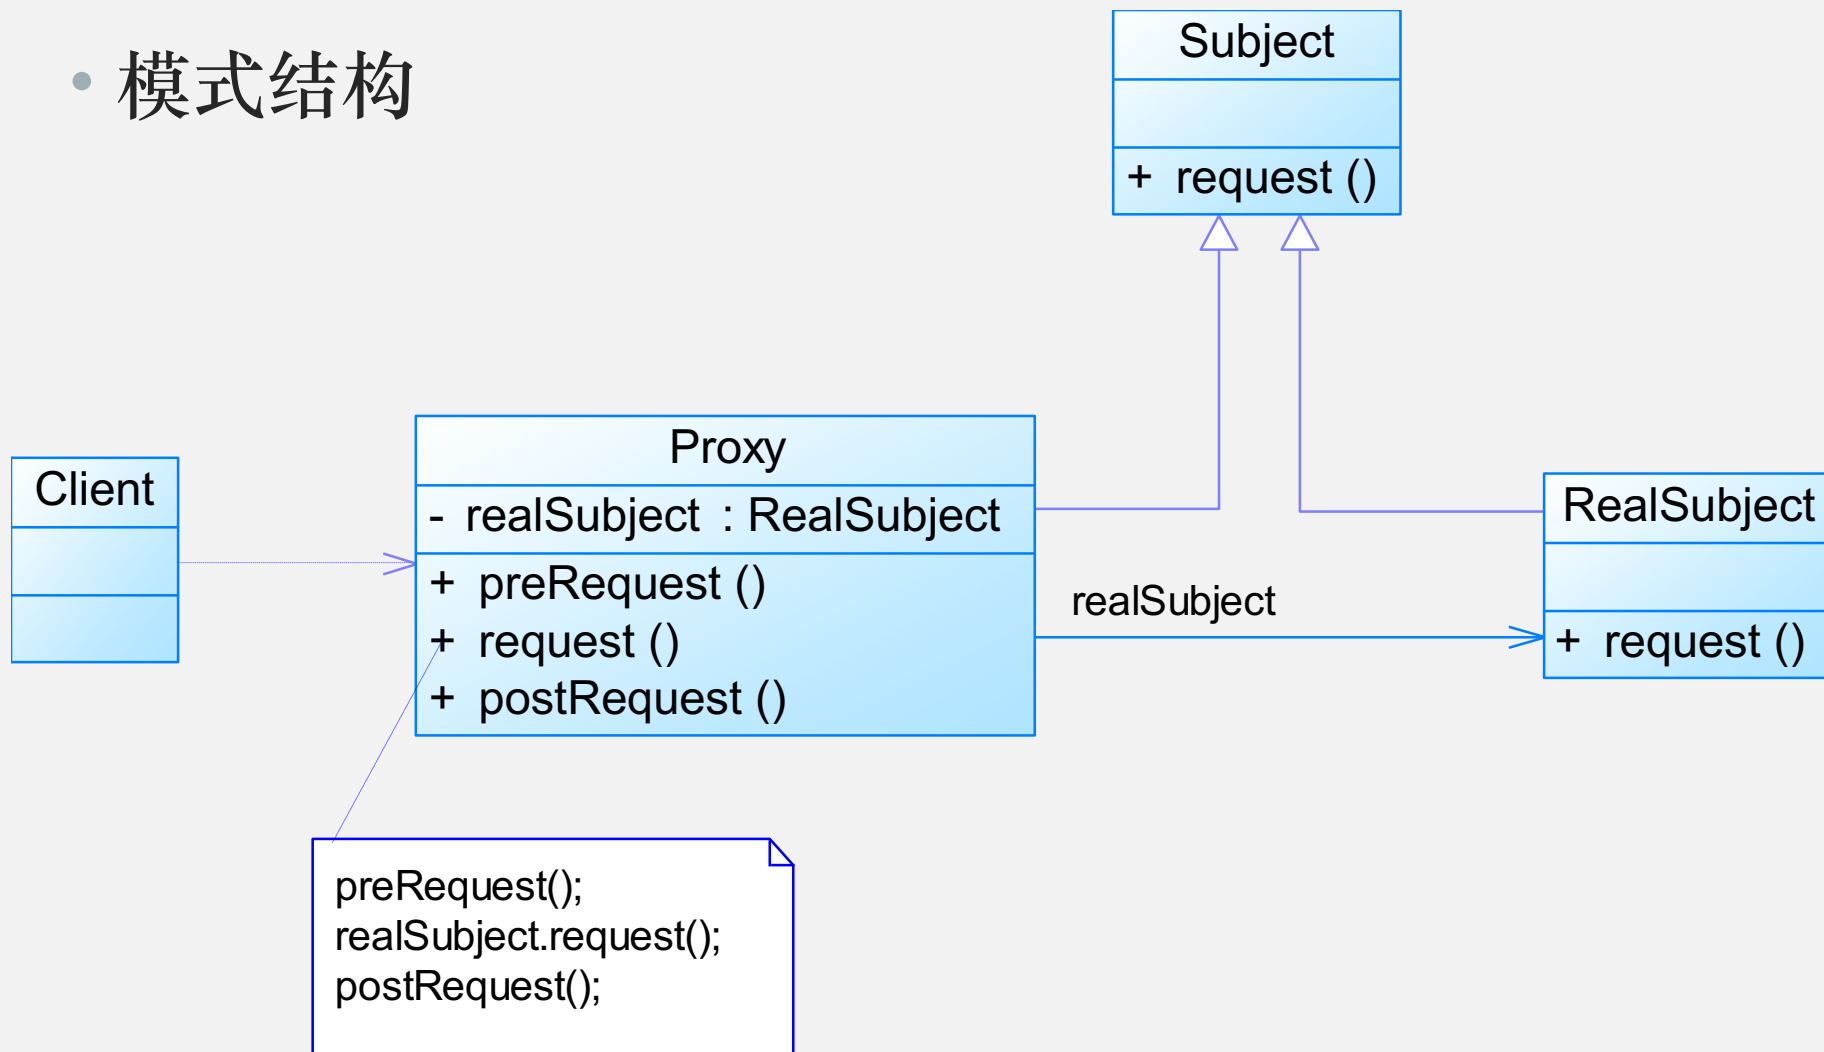 • 模式结构
Subject
+ request ()
Client
Proxy
- realSubject : RealSubject
+ preRequest ()
+ request ()
+ postRequest ()
realSubject
RealSubject
+ request ()
preRequest();
realSubject.request();
postRequest();